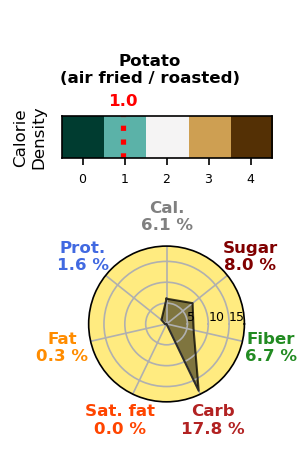 Potato
(air fried / roasted)
1.0
Calorie
Density
0 1 2 3 4
Cal.
6.1 %
Prot.
1.6 %
Sugar
8.0 %
5 10 15
Fat
0.3 %
Fiber
6.7 %
Sat. fat
0.0 %
Carb
17.8 %